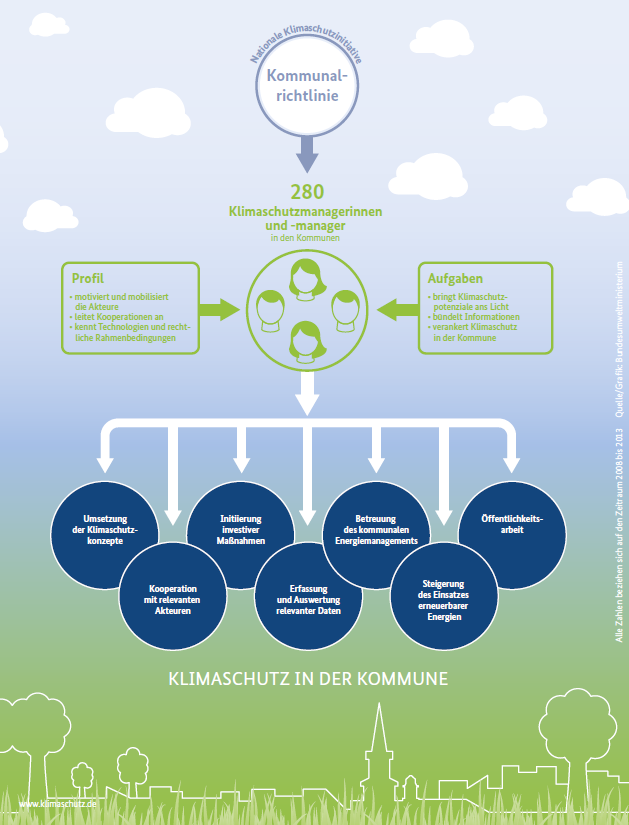 Nationale Klimaschutzinitiative
Kommunal-
richtlinie
280
Klimaschutzmanagerinnen
und -manager
in den Kommunen
Profil
• motiviert und mobilisiert
die Akteure
• leitet Kooperationen an
• kennt Technologien und recht-
liche Rahmenbedingungen
Aufgaben
• bringt Klimaschutz-
potenziale ans Licht
• bündelt Informationen
• verankert Klimaschutz
in der Kommune
Umsetzung
der Klimaschutz-
konzepte
Kooperation
mit relevanten
Akteuren
Initiierung
investiver
Maßnahmen
Erfassung
und Auswertung
relevanter Daten
Betreuung
des kommunalen
Energiemanagements
Steigerung
des Einsatzes
erneuerbarer
Energien
Öffentlichkeits-
arbeit
KLIMASCHUTZ IN DER KOMMUNE
www.klimaschutz.de
Alle Zahlen beziehen sich auf den Zeitraum 2008 bis 2013 Quelle/Grafik: Bundesumweltministerium